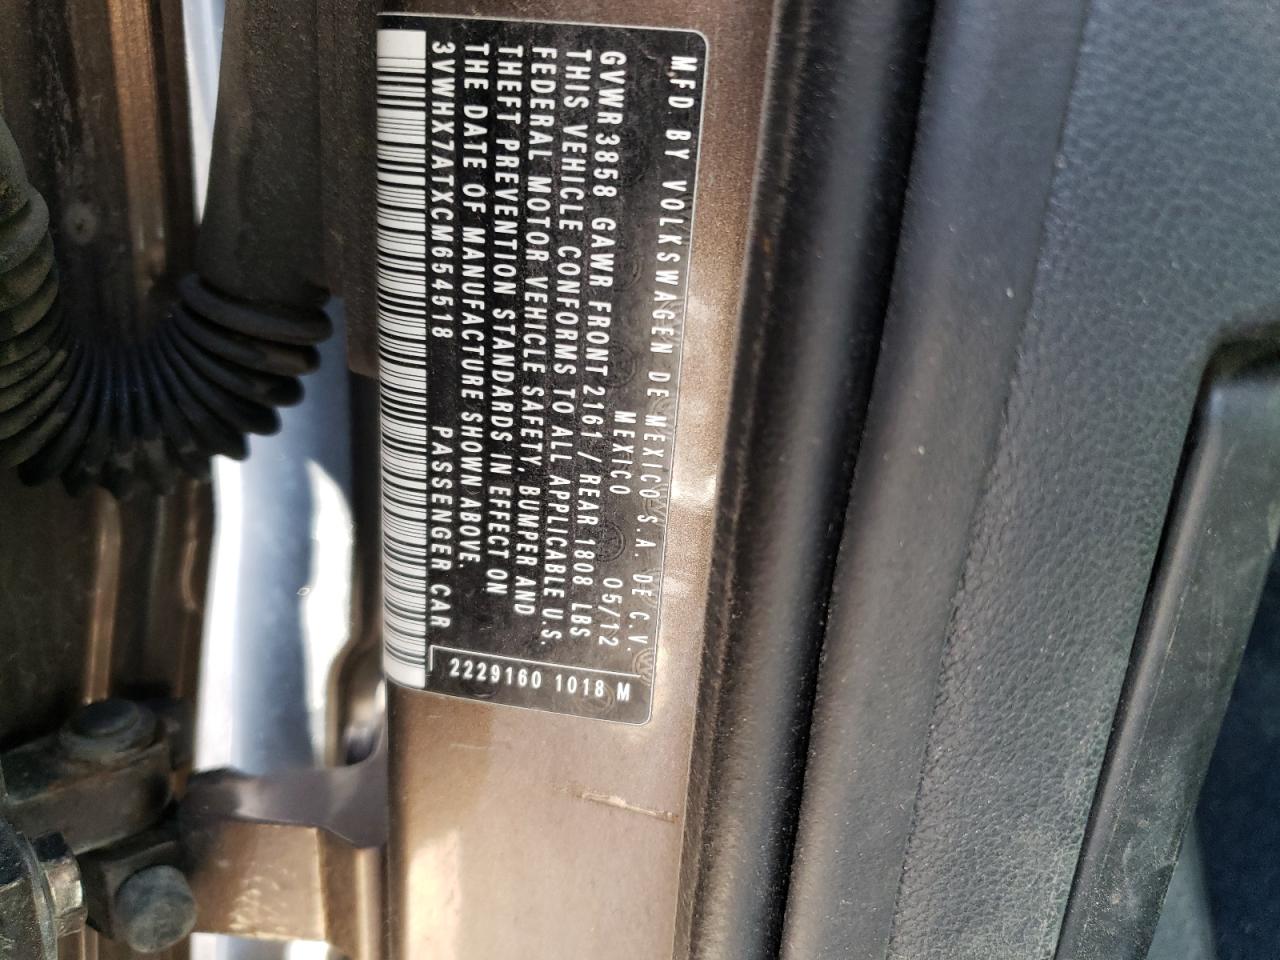 MFD BY VOLKSWAGEN DE MEXICO S.A. DE C.V.
MEXICO 05/12
GVWR 3858 GAWR FRONT 2161 / REAR 1808 LBS
THIS VEHICLE CONFORMS TO ALL APPLICABLE U.S.
FEDERAL MOTOR VEHICLE SAFETY, BUMPER AND
THEFT PREVENTION STANDARDS IN EFFECT ON
THE DATE OF MANUFACTURE SHOWN ABOVE.
3VWHX7ATXCM654518 PASSENGER CAR
2229160 1018 M